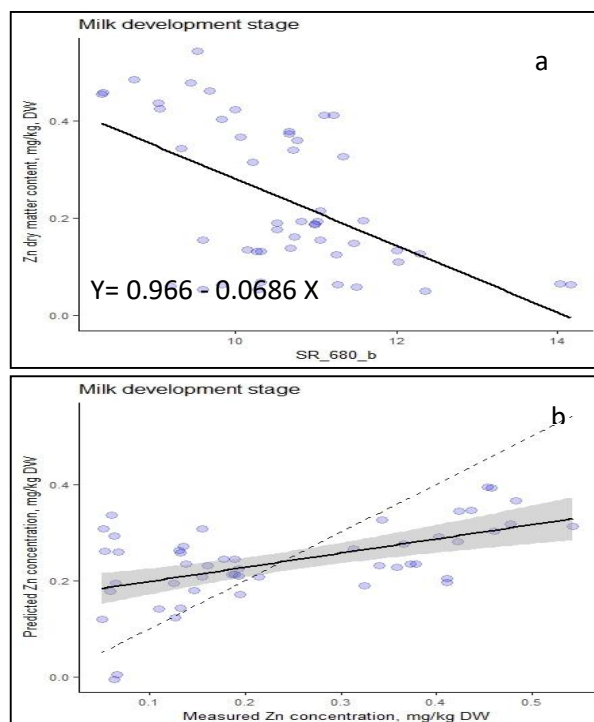 Milk development stage
a
Zn dry matter content, mg/kg, DW
0.4
0.2
0.0
Y= 0.966 - 0.0686 X
10
12
14
SR_680_b
Milk development stage
b
Predicted Zn concentration, mg/kg DW
0.4
0.2
0.0
0.1
0.2
0.3
0.4
0.5
Measured Zn concentration, mg/kg DW